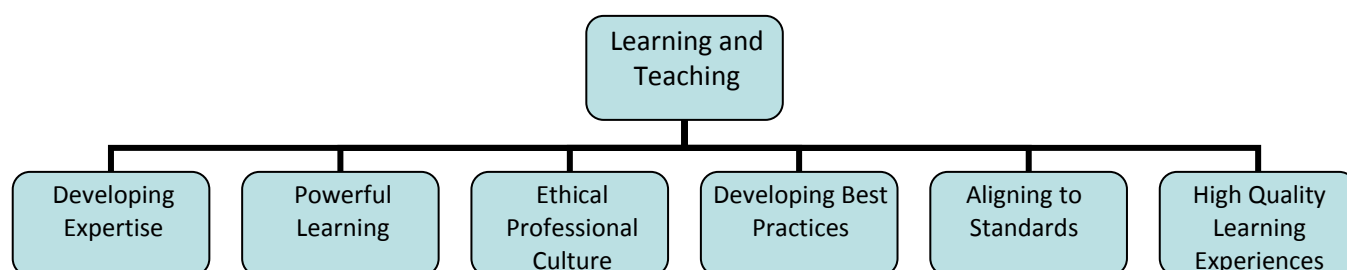 Learning and
Teaching
Developing
Expertise
Powerful
Learning
Ethical
Professional
Culture
Developing Best
Practices
Aligning to
Standards
High Quality
Learning
Experiences